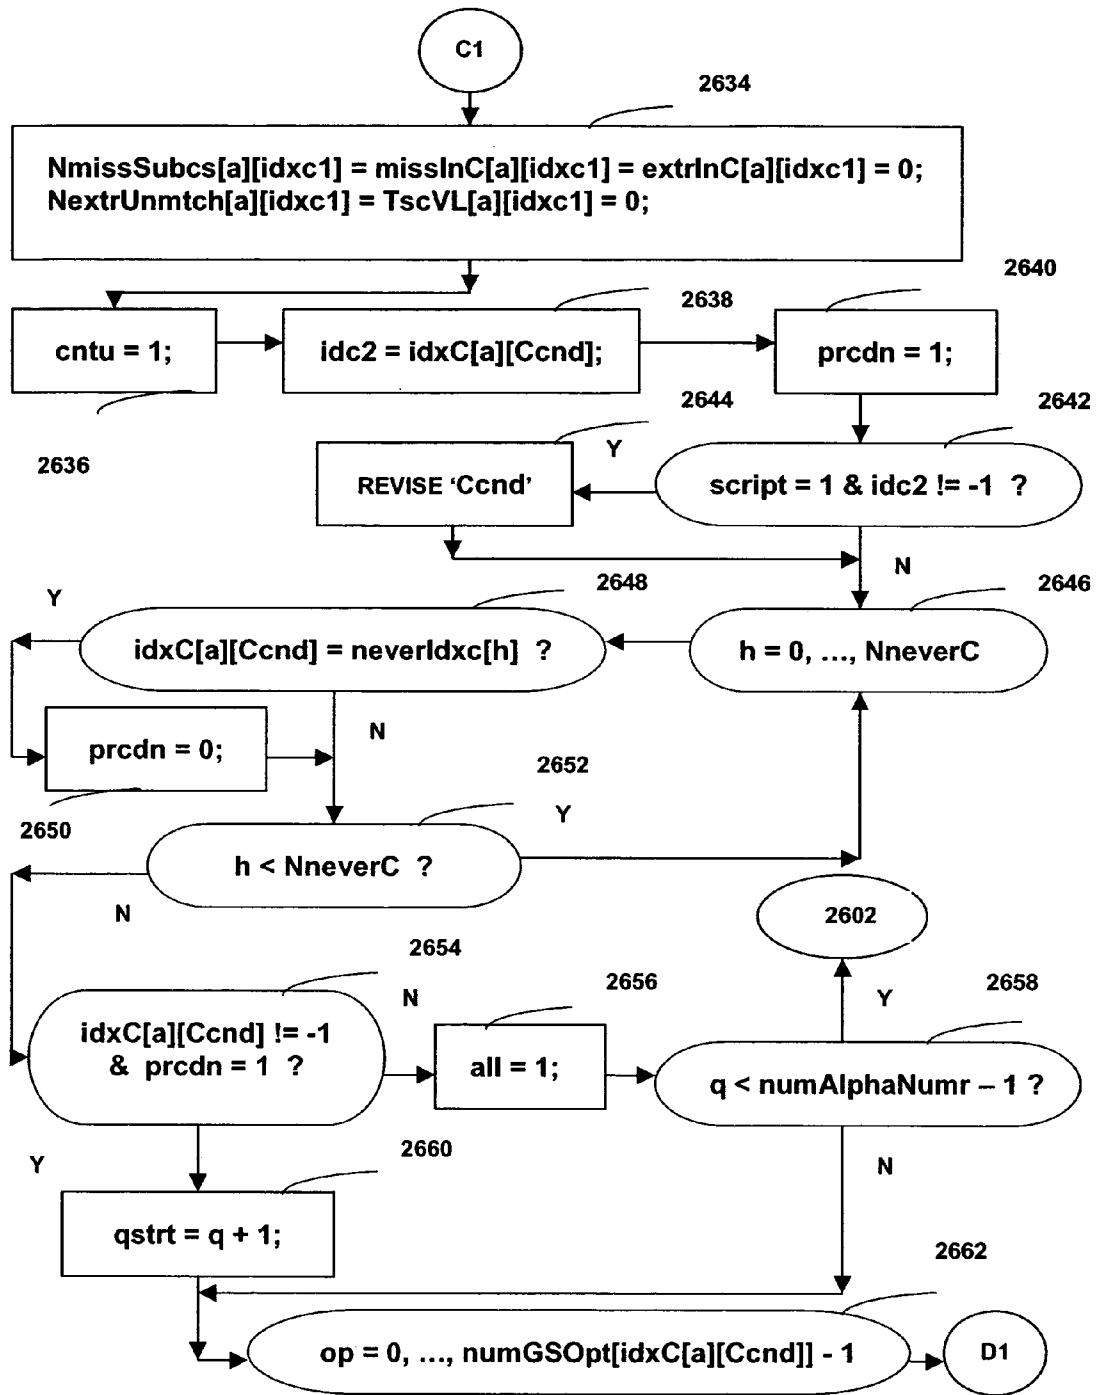 C1
2634
NmissSubcs[a][idxc1] = missInC[a][idxc1] = extrInC[a][idxc1] = 0;
NextrUnmtch[a][idxc1] = TscVL[a][idxc1] = 0;
2640
2638
cntu = 1;
idc2 = idxC[a][Ccnd];
prcdn = 1;
2636
2644
2642
Y
script = 1 & idc2 != -1 ?
REVISE ‘Ccnd’
N
2648
2646
Y
idxC[a][Ccnd] = neverIdxc[h] ?
h = 0, ..., NneverC
N
prcdn = 0;
2652
2650
Y
h < NneverC ?
N
2602
2654
N
2656
Y
2658
idxC[a][Ccnd] != -1
& prcdn = 1 ?
all = 1;
q < numAlphaNumr – 1 ?
Y
2660
N
qstrt = q + 1;
2662
op = 0, ..., numGSOpt[idxC[a][Ccnd]] - 1
D1